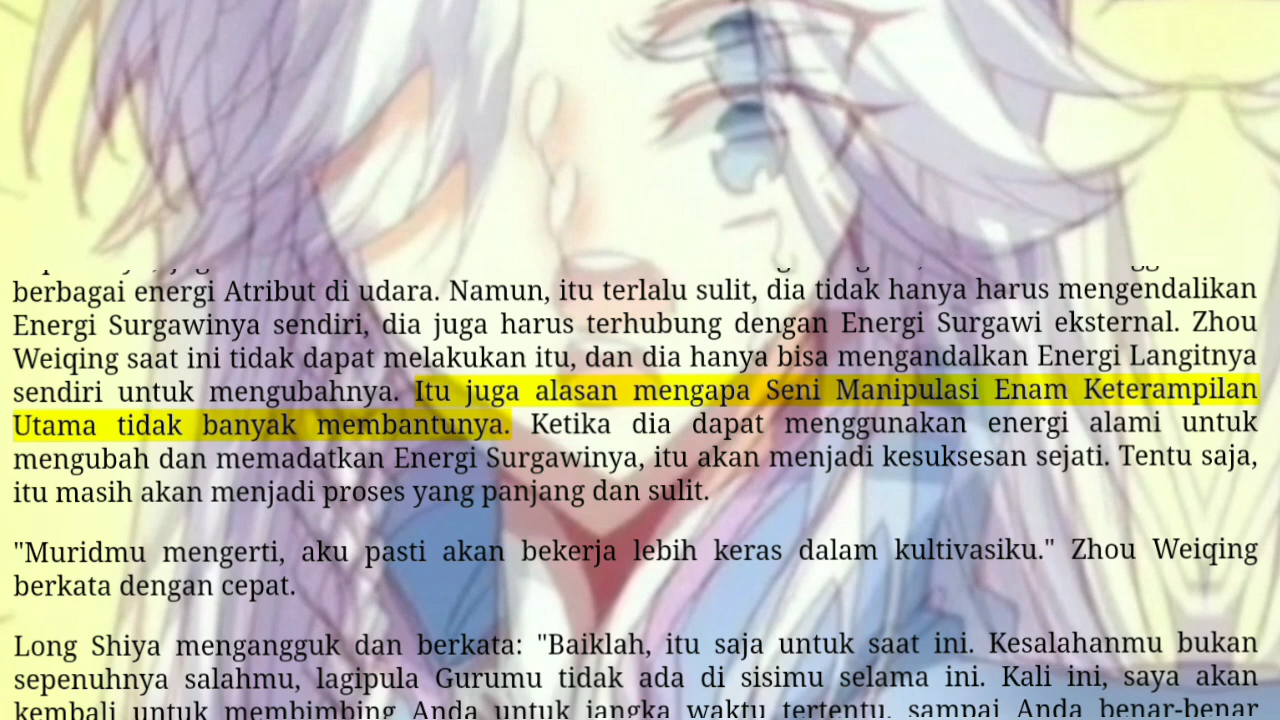 berbagai energi Atribut di udara. Namun, itu terlalu sulit, dia tidak hanya harus mengendalikan
Energi Surgawinya sendiri, dia juga harus terhubung dengan Energi Surgawi eksternal. Zhou
Weiqing saat ini tidak dapat melakukan itu, dan dia hanya bisa mengandalkan Energi Langitnya
sendiri untuk mengubahnya. Itu juga alasan mengapa Seni Manipulasi Enam Keterampilan
Utama tidak banyak membantunya. Ketika dia dapat menggunakan energi alami untuk
mengubah dan memadatkan Energi Surgawinya, itu akan menjadi kesuksesan sejati. Tentu saja,
itu masih akan menjadi proses yang panjang dan sulit.
"Muridmu mengerti, aku pasti akan bekerja lebih keras dalam kultivasiku." Zhou Weiqing
berkata dengan cepat.
Long Shiya mengangguk dan berkata: "Baiklah, itu saja untuk saat ini. Kesalahanmu bukan
sepenuhnya salahmu, lagipula Gurumu tidak ada di sisimu selama ini. Kali ini, saya akan
kembali untuk membimbing Anda untuk jangka waktu tertentu, sampai Anda benar-benar